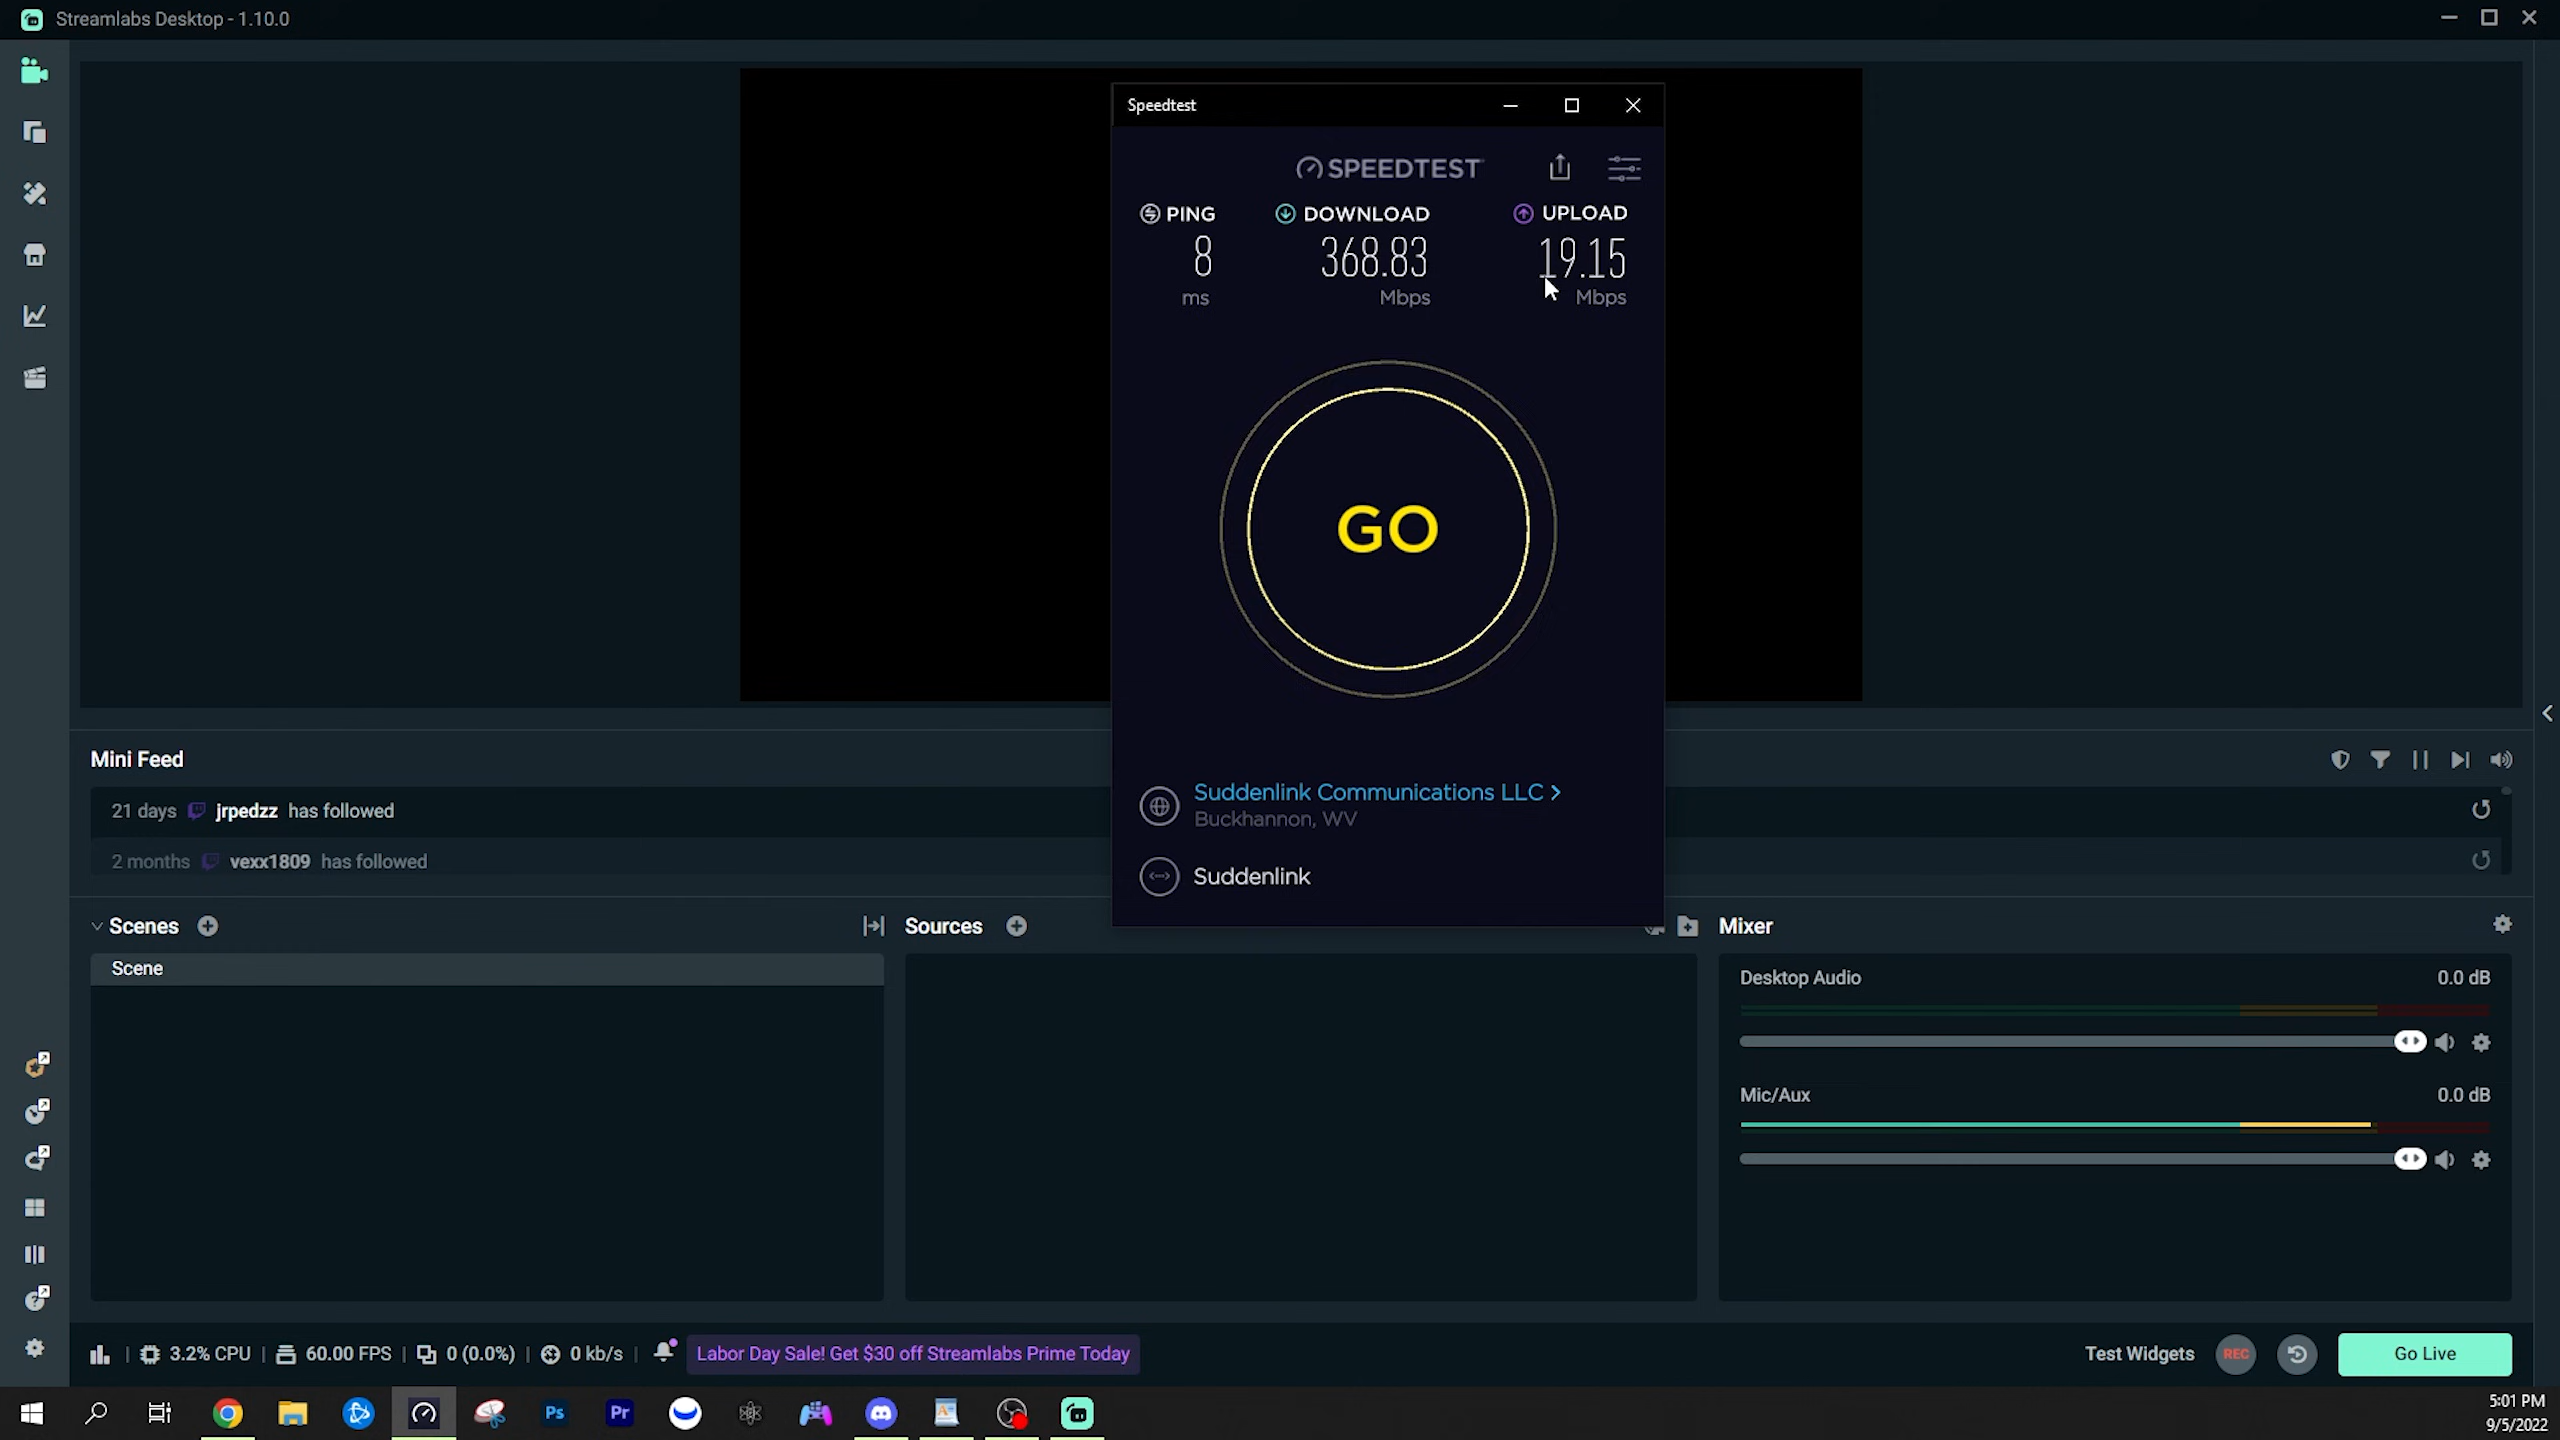 Streamlabs Desktop - 1.10.0
Speedtest
SPEEDTEST
PING DOWNLOAD UPLOAD
8 368.83 19.15
ms Mbps Mbps
GO
Suddenlink Communications LLC >
Buckhannon, WV
Suddenlink
Mini Feed
21 days jrpedzz has followed
2 months vexx1809 has followed
Scenes
Scene
Sources
Mixer
Desktop Audio 0.0 dB
Mic/Aux 0.0 dB
3.2% CPU | 60.00 FPS | 0 (0.0%) | 0 kb/s | Labor Day Sale! Get $30 off Streamlabs Prime Today
Test Widgets REC Go Live
Ps Pr
5:01 PM
9/5/2022